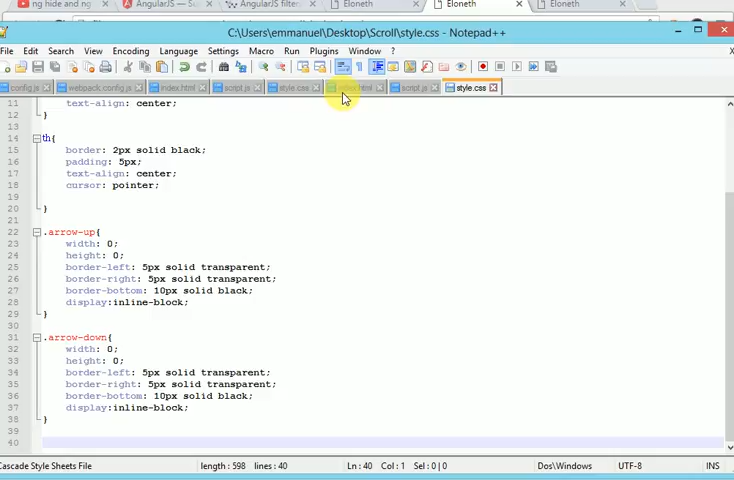 ng hide and ng
AngularJS — Su
AngularJS filter
Eloneth
Eloneth
Eloneth
C:\Users\emmanuel\Desktop\Scroll\style.css - Notepad++
File Edit Search View Encoding Language Settings Macro Run Plugins Window ?
config.js webpack.config.js index.html script.js style.css index.html script.js style.css
11 text-align: center;
12 }
13
14 th{
15 border: 2px solid black;
16 padding: 5px;
17 text-align: center;
18 cursor: pointer;
19
20 }
21
22 .arrow-up{
23 width: 0;
24 height: 0;
25 border-left: 5px solid transparent;
26 border-right: 5px solid transparent;
27 border-bottom: 10px solid black;
28 display:inline-block;
29 }
30
31 .arrow-down{
32 width: 0;
33 height: 0;
34 border-left: 5px solid transparent;
35 border-right: 5px solid transparent;
36 border-bottom: 10px solid black;
37 display:inline-block;
38 }
39
40
Cascade Style Sheets File length : 598 lines : 40 Ln : 40 Col : 1 Sel : 0 | 0 Dos\Windows UTF-8 INS